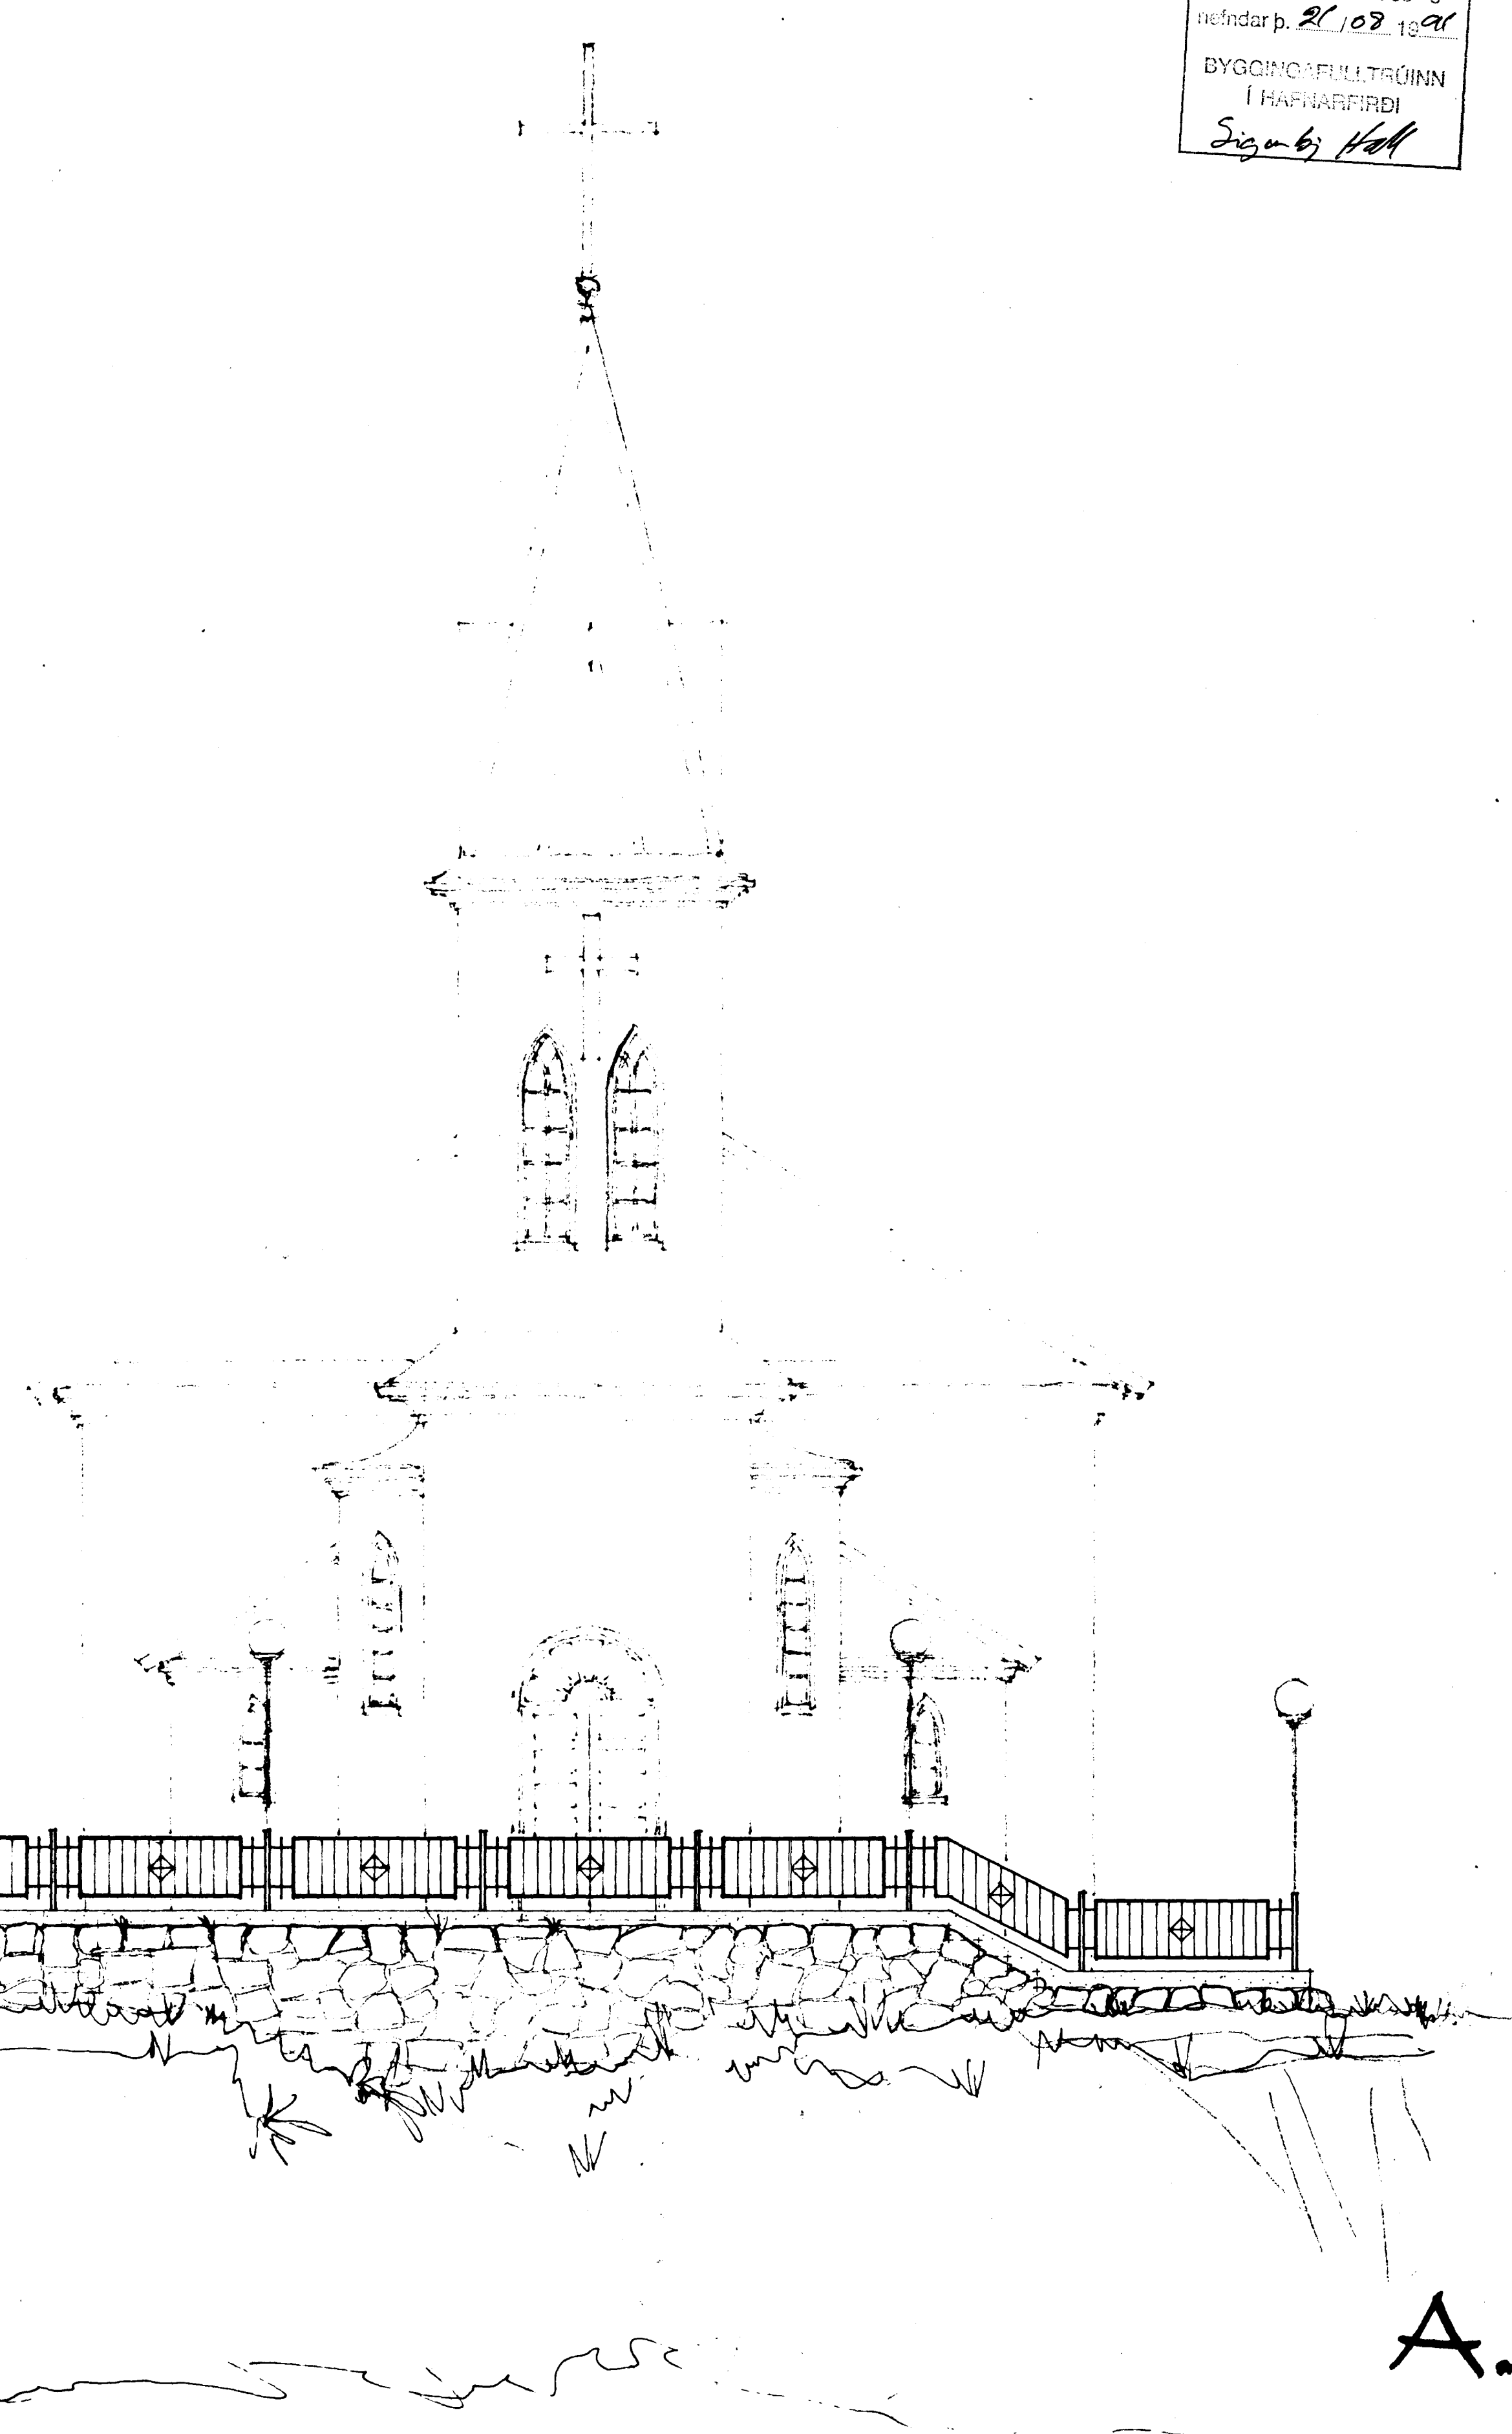 nefndar þ. 21/08 1991
BYGGINGAFULLTRÚINN
Í HAFNARFIRÐI
A.